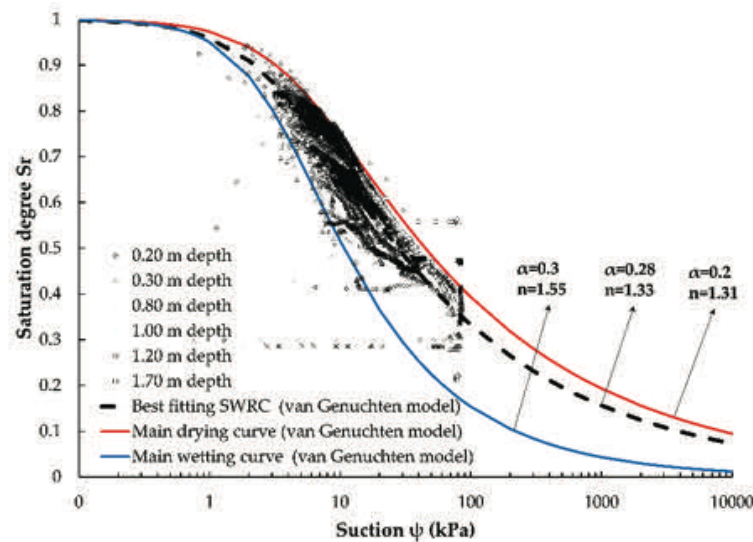 1
0.9
0.8
0.7
0.6
0.5
0.4
0.3
0.2
0.1
0
Saturation degree Sr
0.20 m depth
0.30 m depth
0.80 m depth
1.00 m depth
1.20 m depth
1.70 m depth
Best fitting SWRC (van Genuchten model)
Main drying curve (van Genuchten model)
Main wetting curve (van Genuchten model)
α=0.3
n=1.55
α=0.28
n=1.33
α=0.2
n=1.31
0 1 10 100 1000 10000
Suction ψ (kPa)